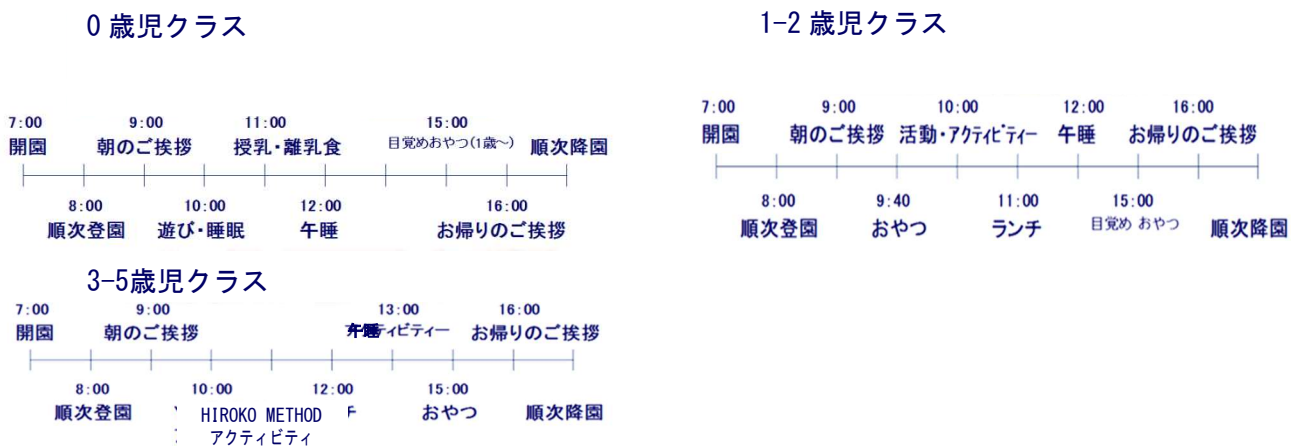 0歳児クラス
7:00 9:00 11:00 15:00
開園 朝のご挨拶 授乳・離乳食 目覚めおやつ(1歳～) 順次降園
8:00 10:00 12:00 16:00
順次登園 遊び・睡眠 午睡 お帰りのご挨拶
1-2歳児クラス
7:00 9:00 10:00 12:00 16:00
開園 朝のご挨拶 活動・アクティビティー 午睡 お帰りのご挨拶
8:00 9:40 11:00 15:00
順次登園 おやつ ランチ 目覚め おやつ 順次降園
3-5歳児クラス
7:00 9:00 13:00 16:00
開園 朝のご挨拶 午睡 ティビティー お帰りのご挨拶
8:00 10:00 12:00 15:00
順次登園 HIROKO METHOD おやつ 順次降園
アクティビティ